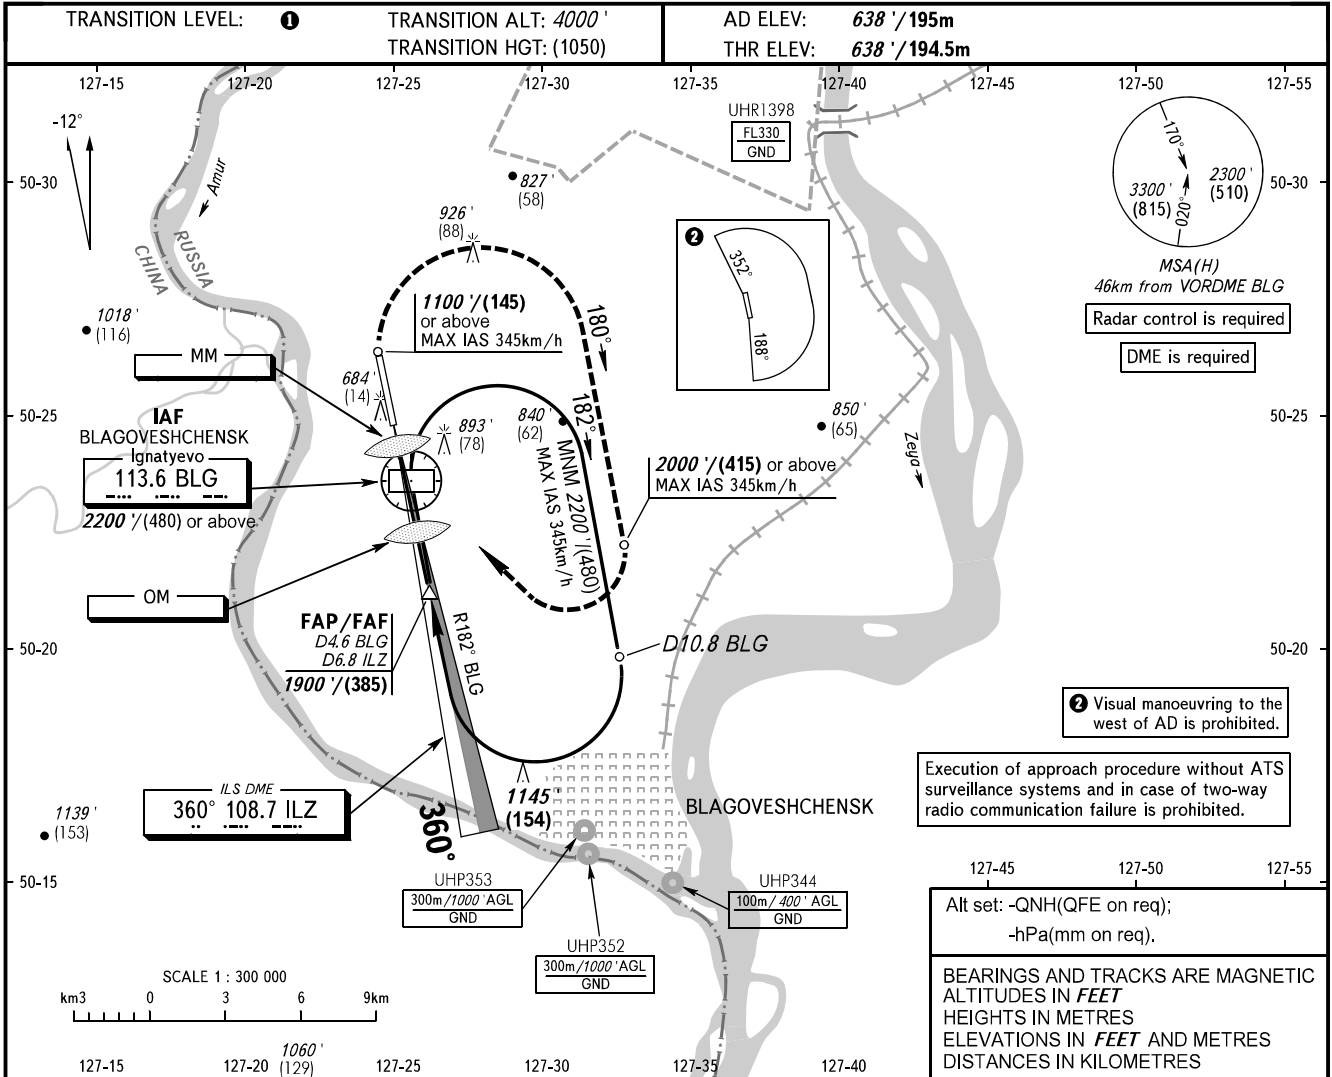 TRANSITION LEVEL: ❶
TRANSITION ALT: 4000 '
TRANSITION HGT: (1050)
AD ELEV: 638 '/195m
THR ELEV: 638 '/194.5m
127-15 127-20 127-25 127-30 127-35 127-40 127-45 127-50 127-55
-12°
Amur
RUSSIA
CHINA
50-30
50-30
827 '
(58)
926 '
(88)
UHR1398
FL330
GND
170°
020°
3300 '
(815)
2300 '
(510)
MSA(H)
46km from VORDME BLG
Radar control is required
DME is required
❷
352°
188°
1018 '
(116)
1100 '/(145)
or above
MAX IAS 345km/h
180°
MM
684 '
(14)
50-25
50-25
IAF
BLAGOVESHCHENSK
Ignatyevo
113.6 BLG
2200 '/(480) or above
893 '
(78)
840 '
(62)
182°
MNM 2200 '/(480)
MAX IAS 345km/h
850 '
(65)
Zeya
2000 '/(415) or above
MAX IAS 345km/h
OM
FAP/FAF
D4.6 BLG
D6.8 ILZ
1900 '/(385)
R182° BLG
D10.8 BLG
50-20
50-20
❷ Visual manoeuvring to the
west of AD is prohibited.
Execution of approach procedure without ATS
surveillance systems and in case of two-way
radio communication failure is prohibited.
ILS DME
360° 108.7 ILZ
360°
1145 '
(154)
BLAGOVESHCHENSK
1139 '
(153)
50-15
50-15
UHP353
300m/1000 'AGL
GND
UHP352
300m/1000 'AGL
GND
UHP344
100m/ 400 ' AGL
GND
127-45 127-50 127-55
Alt set: -QNH(QFE on req);
-hPa(mm on req).
SCALE 1 : 300 000
km3 0 3 6 9km
BEARINGS AND TRACKS ARE MAGNETIC
ALTITUDES IN FEET
HEIGHTS IN METRES
ELEVATIONS IN FEET AND METRES
DISTANCES IN KILOMETRES
1060 '
(129)
127-15 127-20 127-25 127-30 127-35 127-40